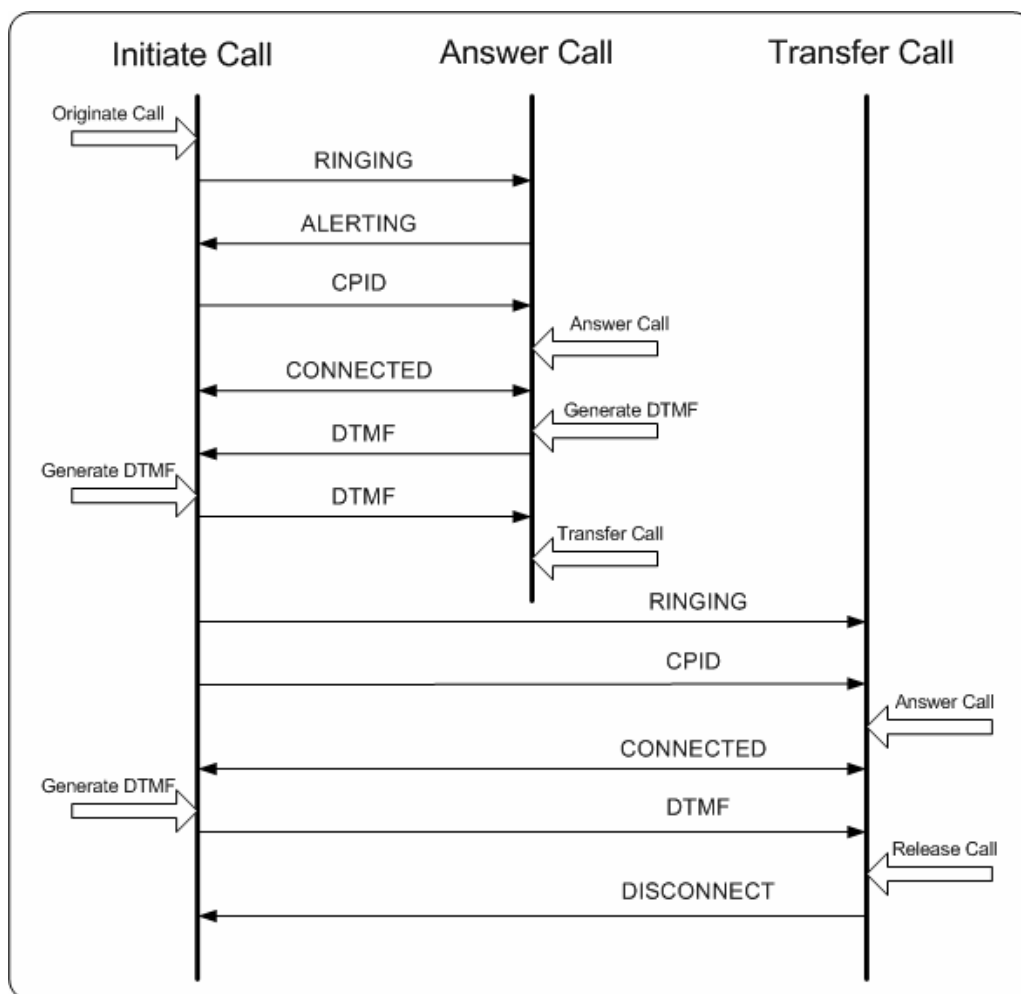 Initiate Call
Answer Call
Transfer Call
Originate Call
RINGING
ALERTING
CPID
Answer Call
CONNECTED
Generate DTMF
DTMF
Generate DTMF
DTMF
Transfer Call
RINGING
CPID
Answer Call
CONNECTED
Generate DTMF
DTMF
Release Call
DISCONNECT